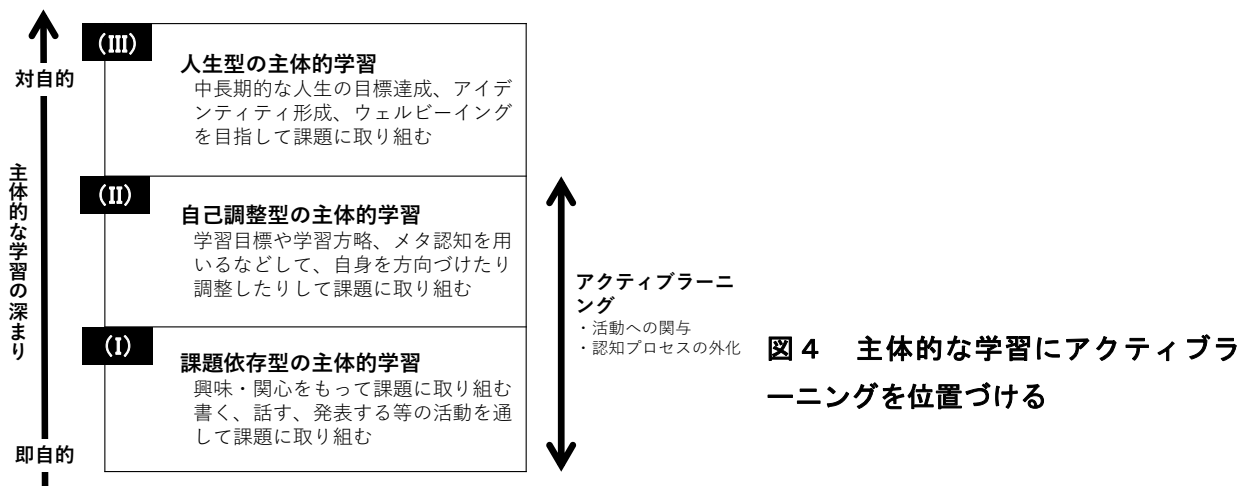 対自的
主体的な学習の深まり
即自的
(III)
人生型の主体的学習
中長期的な人生の目標達成、アイデ
ンティティ形成、ウェルビーイング
を目指して課題に取り組む
(II)
自己調整型の主体的学習
学習目標や学習方略、メタ認知を用
いるなどして、自身を方向づけたり
調整したりして課題に取り組む
(I)
課題依存型の主体的学習
興味・関心をもって課題に取り組む
書く、話す、発表する等の活動を通
して課題に取り組む
アクティブラーニ
ング
・活動への関与
・認知プロセスの外化
図4　主体的な学習にアクティブラ
ーニングを位置づける